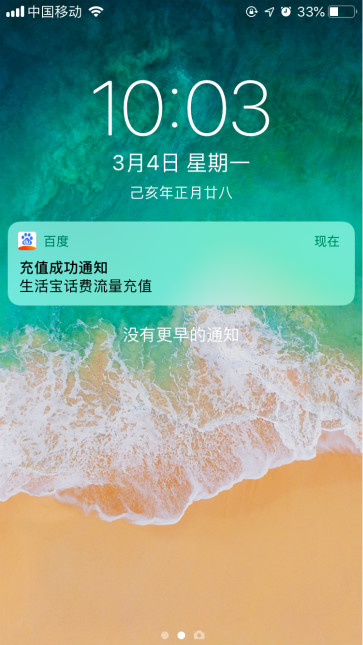 中国移动 33%
10:03
3月4日 星期一
己亥年正月廿八
百度 现在
充值成功通知
生活宝话费流量充值
没有更早的通知